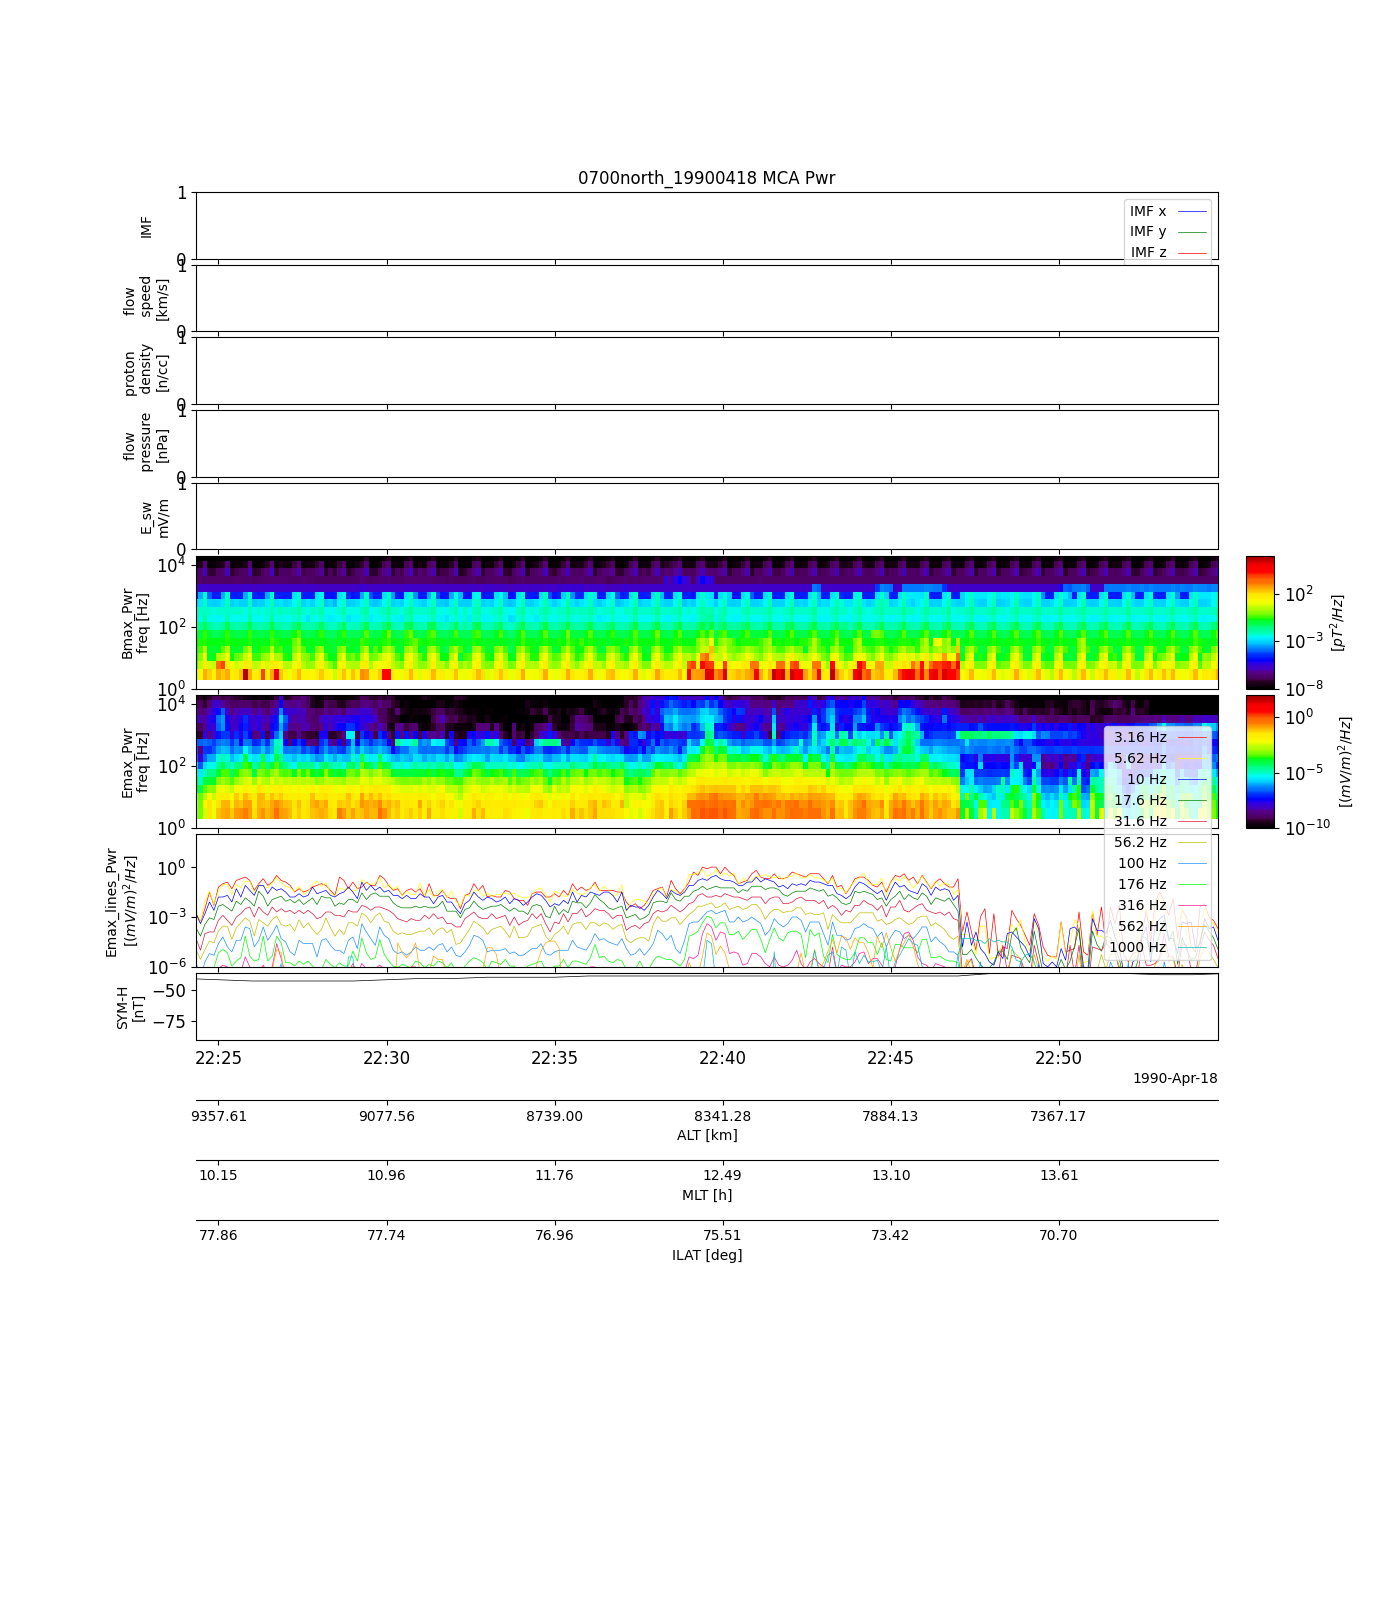 0700north_19900418 MCA Pwr
1
IMF
0
IMF x
IMF y
IMF z
1
flow
speed
[km/s]
0
1
proton
density
[n/cc]
0
1
flow
pressure
[nPa]
0
1
E_sw
mV/m
0
10^4
10^2
10^0
Bmax_Pwr
freq [Hz]
10^2
10^-3
10^-8
[pT^2/Hz]
10^4
10^2
10^0
Emax_Pwr
freq [Hz]
10^0
10^-5
10^-10
[(mV/m)^2/Hz]
3.16 Hz
5.62 Hz
10 Hz
17.6 Hz
31.6 Hz
56.2 Hz
100 Hz
176 Hz
316 Hz
562 Hz
1000 Hz
10^0
10^-3
10^-6
Emax_lines_Pwr
[(mV/m)^2/Hz]
−50
−75
SYM-H
[nT]
22:25 22:30 22:35 22:40 22:45 22:50
1990-Apr-18
9357.61 9077.56 8739.00 8341.28 7884.13 7367.17
ALT [km]
10.15 10.96 11.76 12.49 13.10 13.61
MLT [h]
77.86 77.74 76.96 75.51 73.42 70.70
ILAT [deg]